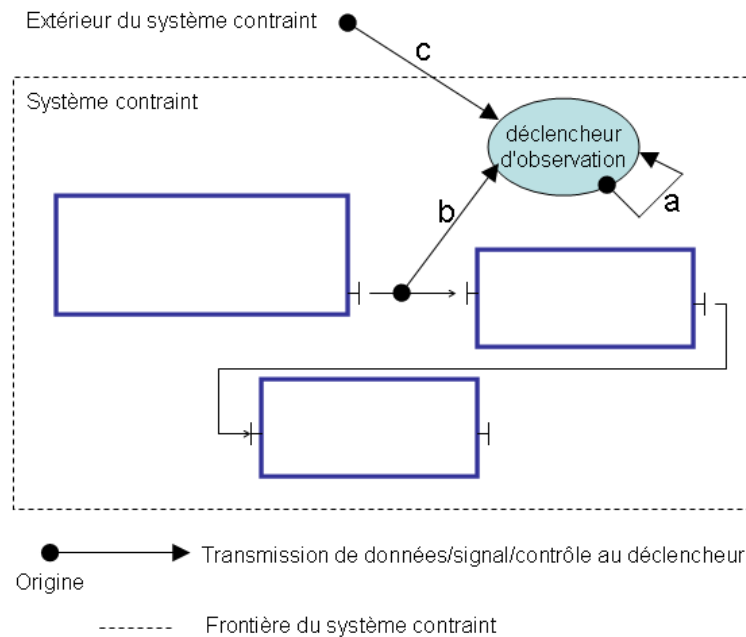 Extérieur du système contraint
c
Système contraint
déclencheur
d'observation
b
a
Transmission de données/signal/contrôle au déclencheur
Origine
Frontière du système contraint